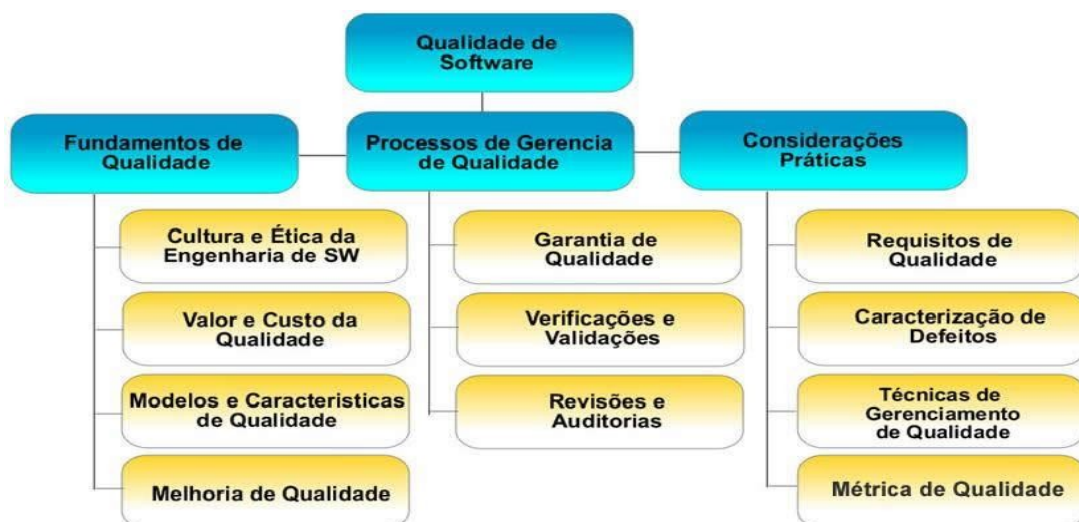 Qualidade de
Software
Fundamentos de
Qualidade
Processos de Gerencia
de Qualidade
Considerações
Práticas
Cultura e Ética da
Engenharia de SW
Valor e Custo da
Qualidade
Modelos e Caracteristicas
de Qualidade
Melhoria de Qualidade
Garantia de
Qualidade
Verificações e
Validações
Revisões e
Auditorias
Requisitos de
Qualidade
Caracterização de
Defeitos
Técnicas de
Gerenciamento
de Qualidade
Métrica de Qualidade